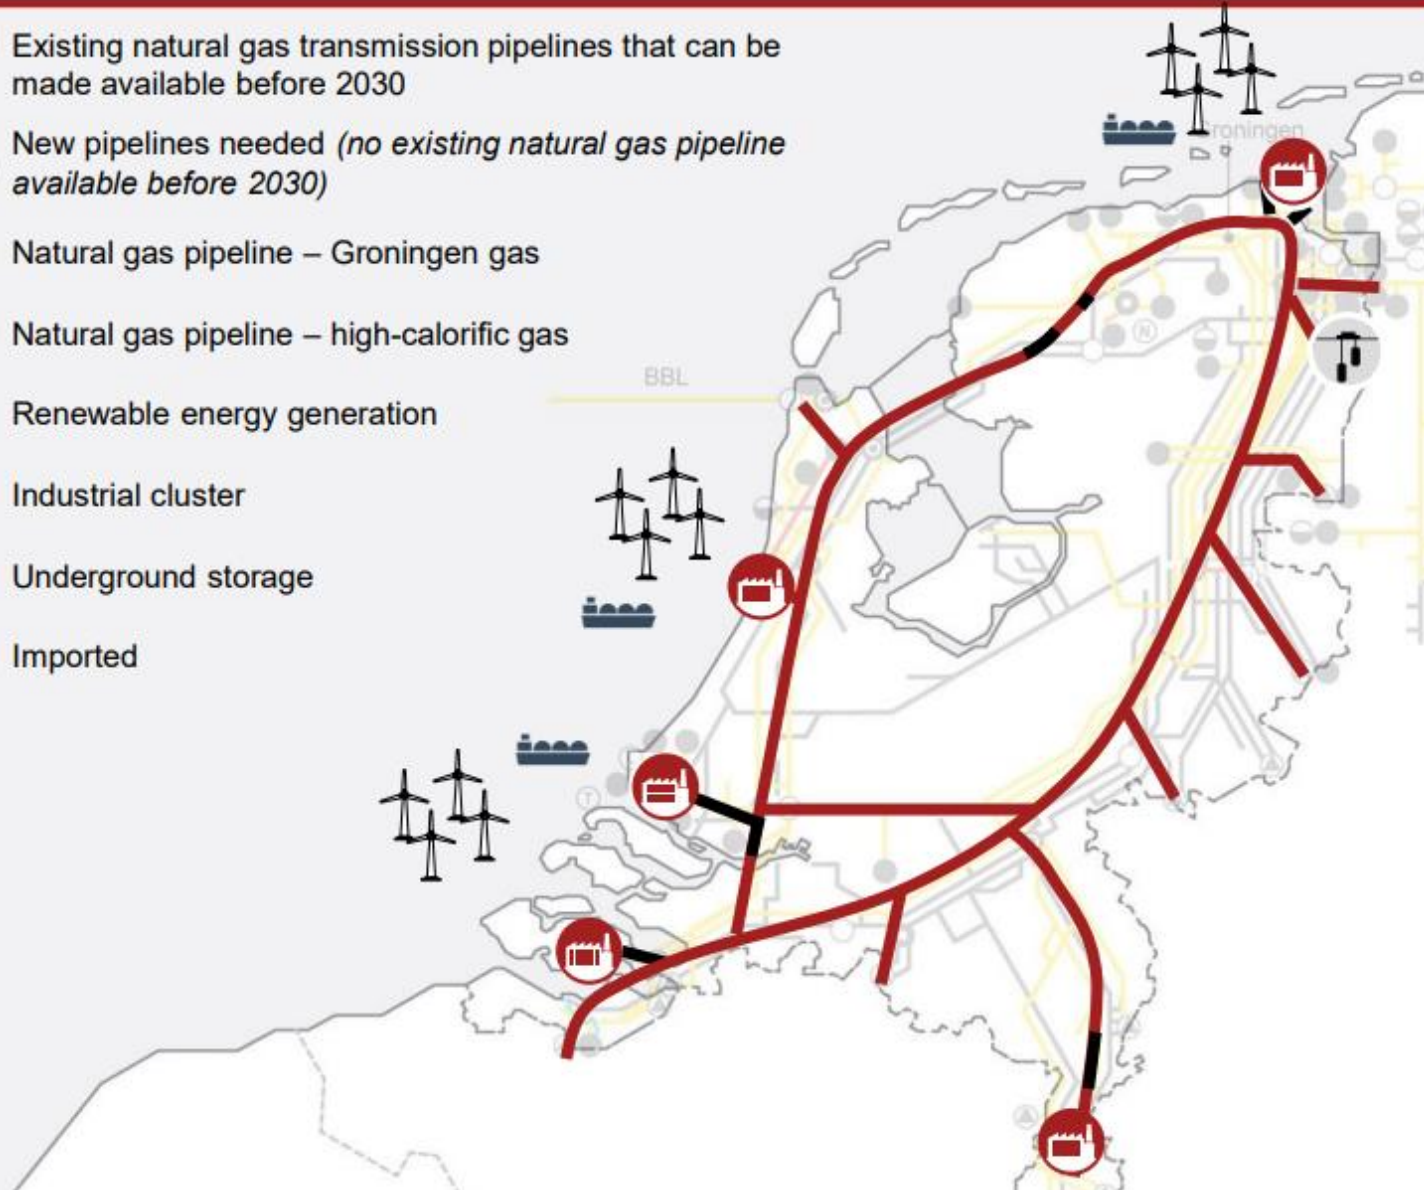 Existing natural gas transmission pipelines that can be
made available before 2030
New pipelines needed (no existing natural gas pipeline
available before 2030)
Natural gas pipeline – Groningen gas
Natural gas pipeline – high-calorific gas
Renewable energy generation
Industrial cluster
Underground storage
Imported
Groningen
N
BBL
T